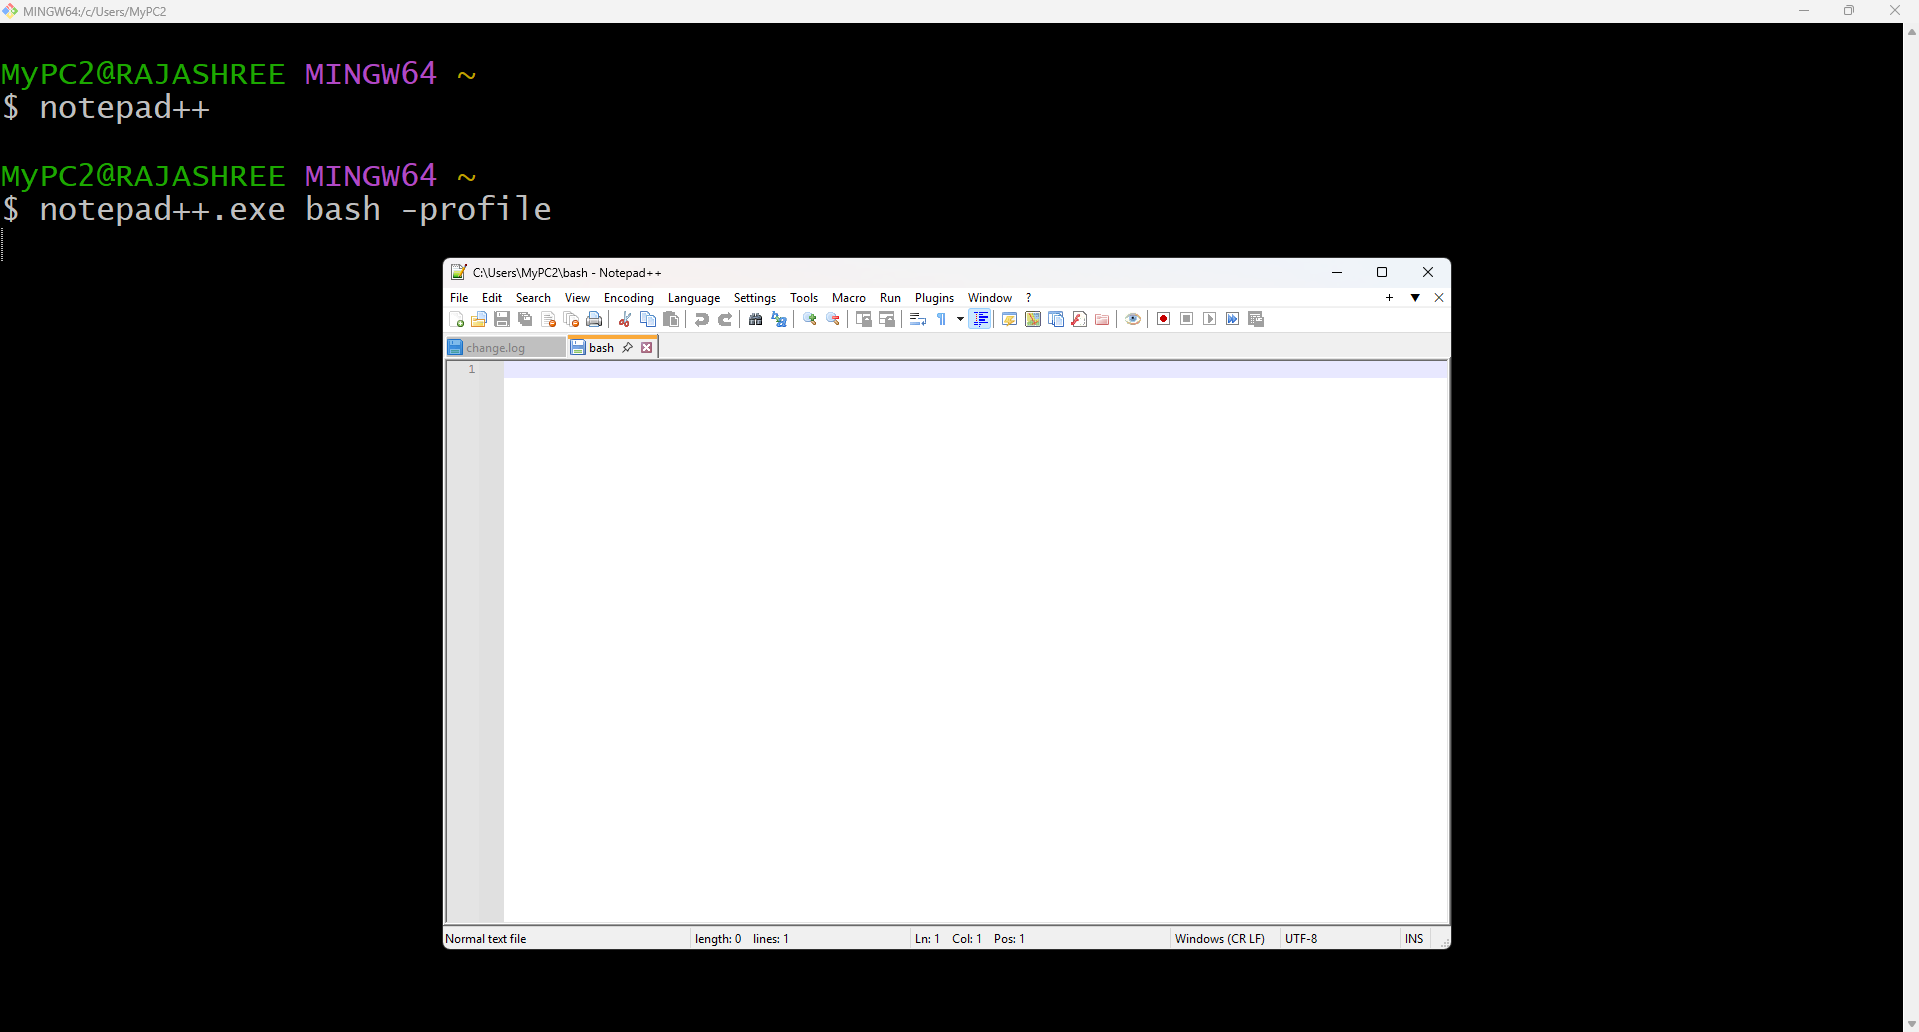 MINGW64:/c/Users/MyPC2
MyPC2@RAJASHREE MINGW64 ~
$ notepad++
MyPC2@RAJASHREE MINGW64 ~
$ notepad++.exe bash -profile
C:\Users\MyPC2\bash - Notepad++
File Edit Search View Encoding Language Settings Tools Macro Run Plugins Window ?
change.log bash
1
Normal text file length: 0 lines: 1 Ln: 1 Col: 1 Pos: 1 Windows (CR LF) UTF-8 INS